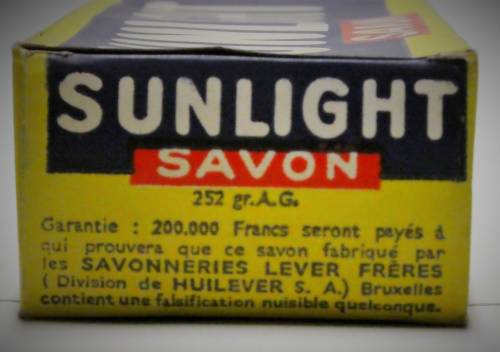 SUNLIGHT
SAVON
252 gr.A.G.
Garantie : 200.000 Francs seront payés à
qui prouvera que ce savon fabriqué par
les SAVONNERIES LEVER FRÈRES
( Division de HUILEVER S. A.) Bruxelles
contient une falsification nuisible quelconque.